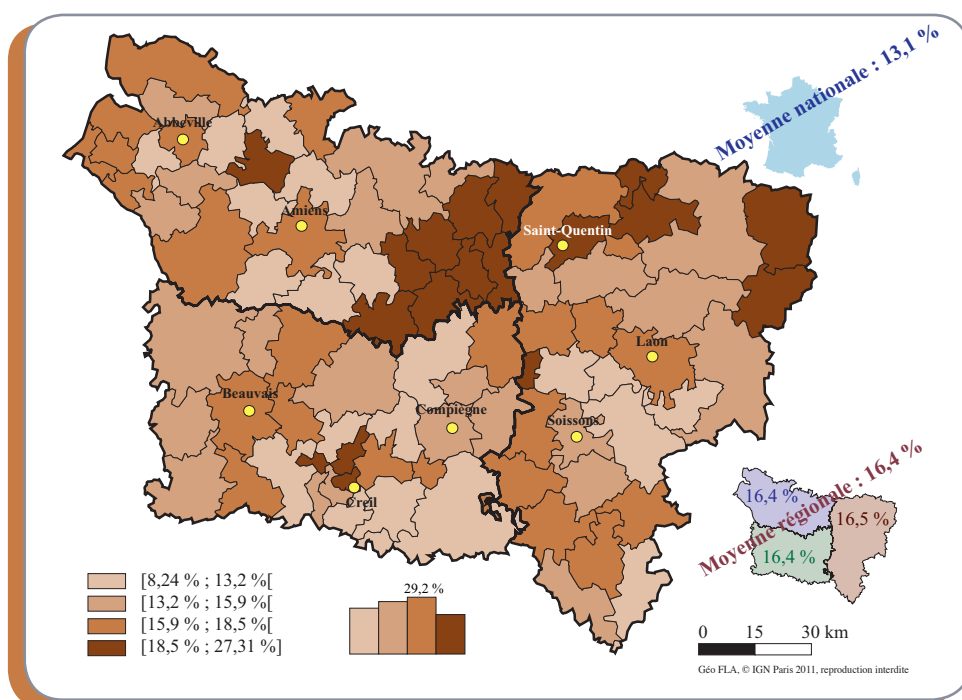 Moyenne nationale : 13,1 %
Abbeville
Amiens
Saint-Quentin
Laon
Beauvais
Compiègne
Soissons
Creil
Moyenne régionale : 16,4 %
16,4 %
16,5 %
16,4 %
[8,24 % ; 13,2 %[
[13,2 % ; 15,9 %[
[15,9 % ; 18,5 %[
[18,5 % ; 27,31 %]
29,2 %
0 15 30 km
Géo FLA, © IGN Paris 2011, reproduction interdite